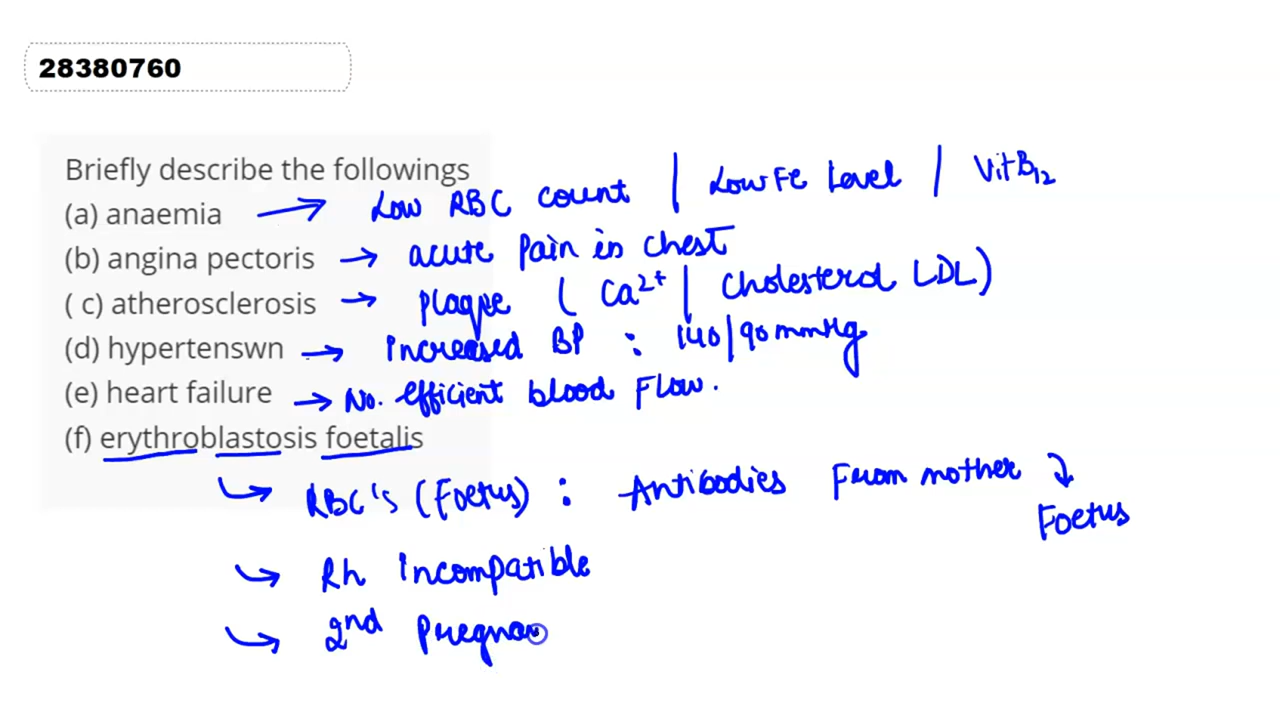 28380760
Briefly describe the followings
(a) anaemia → Low RBC count | Low Fe Level | Vit B12
(b) angina pectoris → acute Pain in chest
( c) atherosclerosis → Plaque ( Ca2+ | Cholesterol LDL)
(d) hypertenswn → Increased BP : 140/90 mmHg
(e) heart failure → No. efficient blood Flow.
(f) erythroblastosis foetalis
↳ RBC's (Foetus) : Antibodies From mother ↴
Foetus
↳ Rh Incompatible
↳ 2nd Pregnan